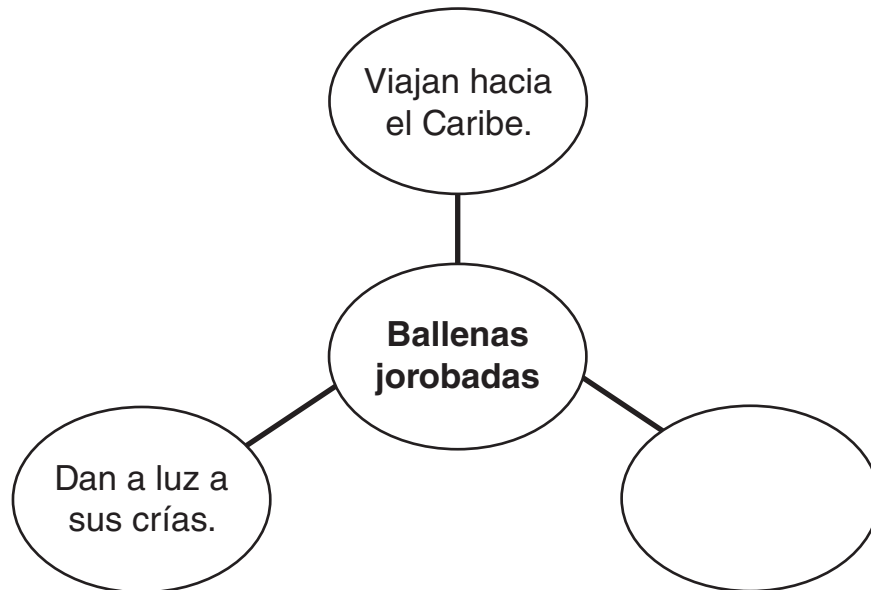 Viajan hacia
el Caribe.
Ballenas
jorobadas
Dan a luz a
sus crías.